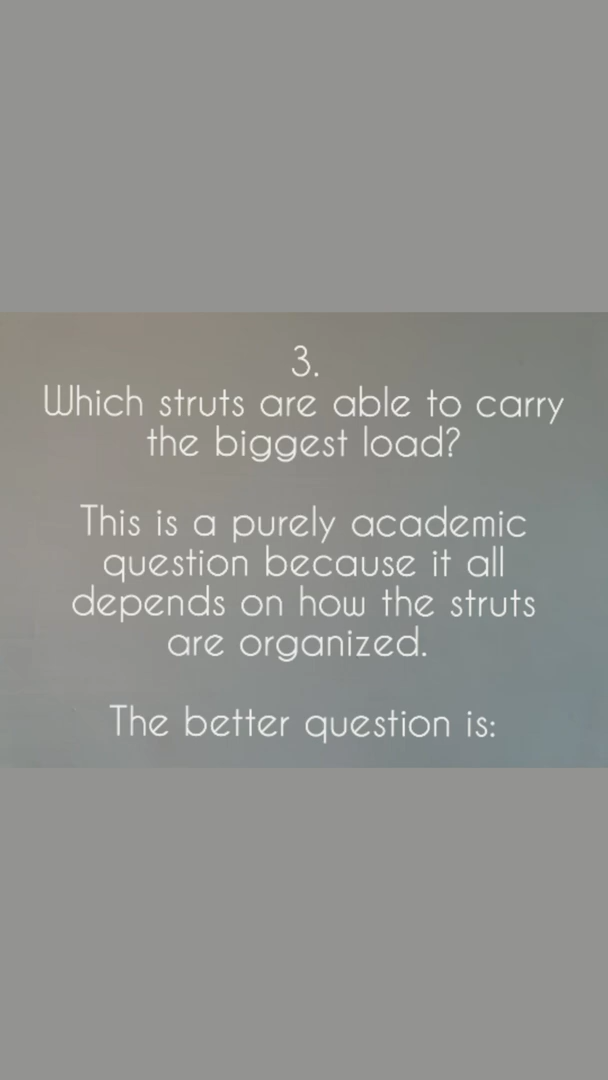 3.
Which struts are able to carry
the biggest load?
This is a purely academic
question because it all
depends on how the struts
are organized.
The better question is: